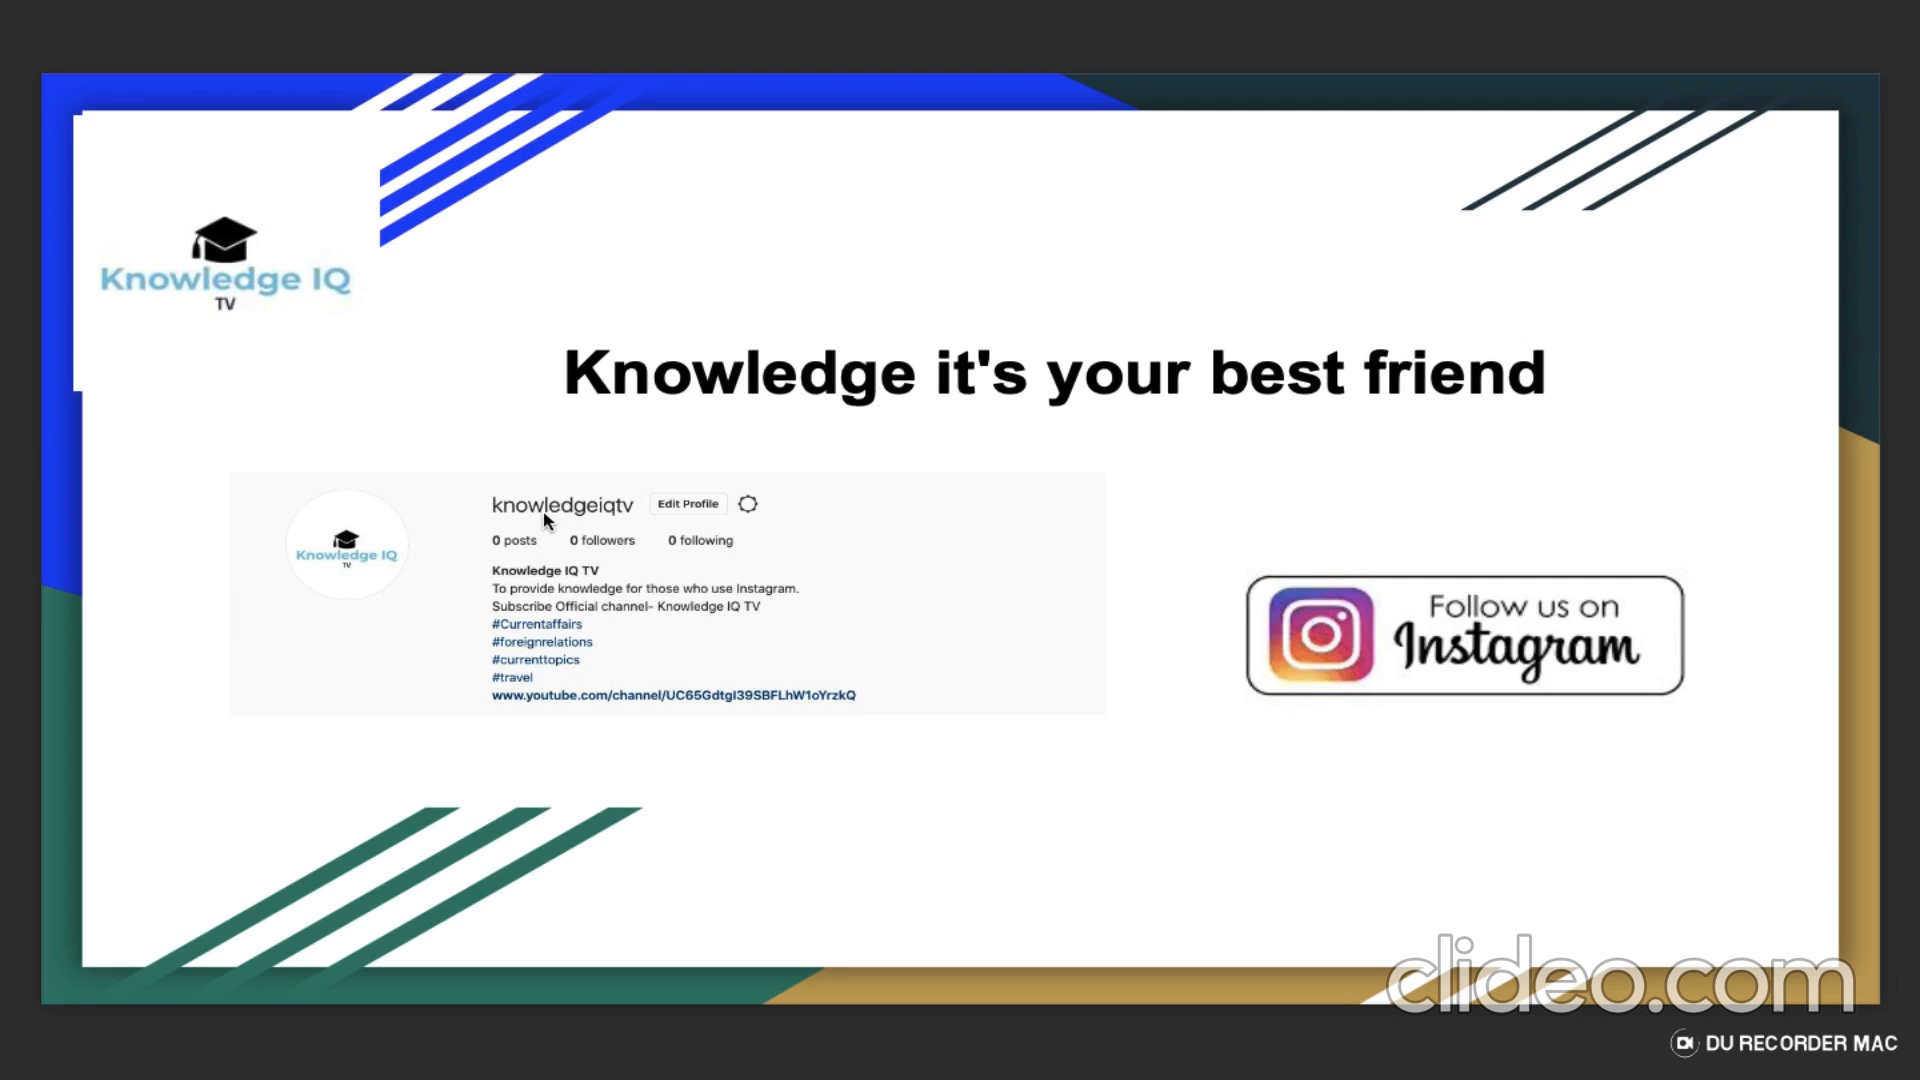 Knowledge IQ
TV
Knowledge it's your best friend
knowledgeiqtv Edit Profile
0 posts 0 followers 0 following
Knowledge IQ TV
To provide knowledge for those who use Instagram.
Subscribe Official channel- Knowledge IQ TV
#Currentaffairs
#foreignrelations
#currenttopics
#travel
www.youtube.com/channel/UC65GdtgI39SBFLhW1oYrzkQ
Knowledge IQ
TV
Follow us on
Instagram
clideo.com
DU RECORDER MAC